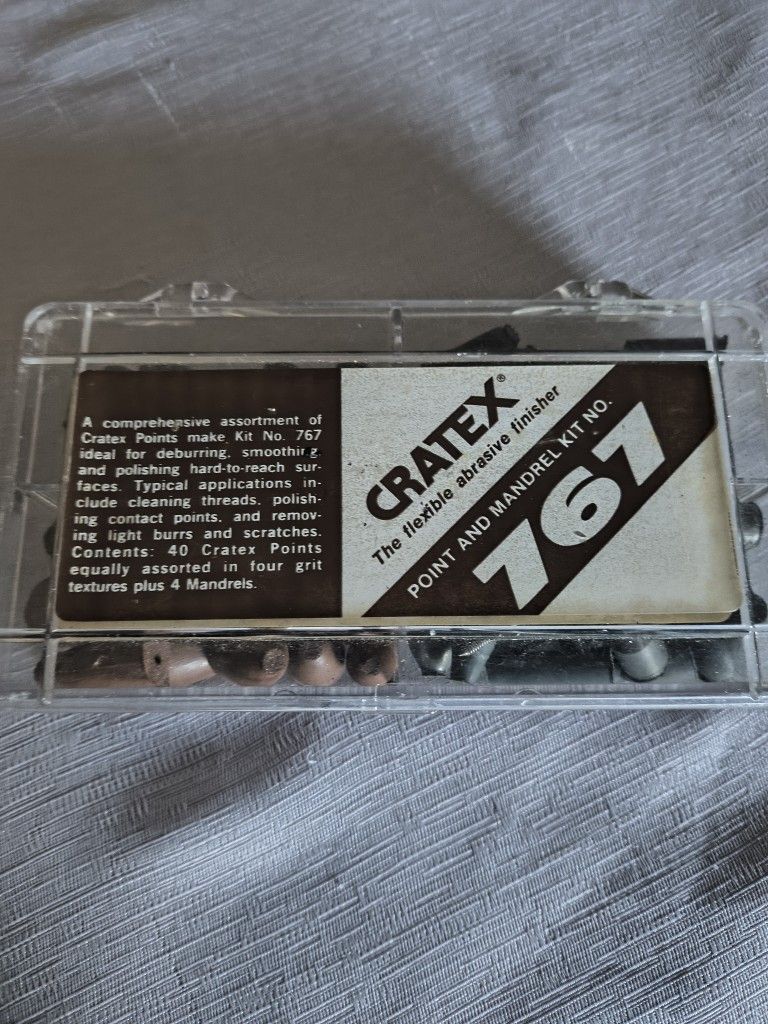 A comprehensive assortment of
Cratex Points make Kit No. 767
ideal for deburring, smoothing
and polishing hard-to-reach sur-
faces. Typical applications in-
clude cleaning threads, polish-
ing contact points, and remov-
ing light burrs and scratches.
Contents: 40 Cratex Points
equally assorted in four grit
textures plus 4 Mandrels.
CRATEX®
The flexible abrasive finisher
POINT AND MANDREL KIT NO.
767